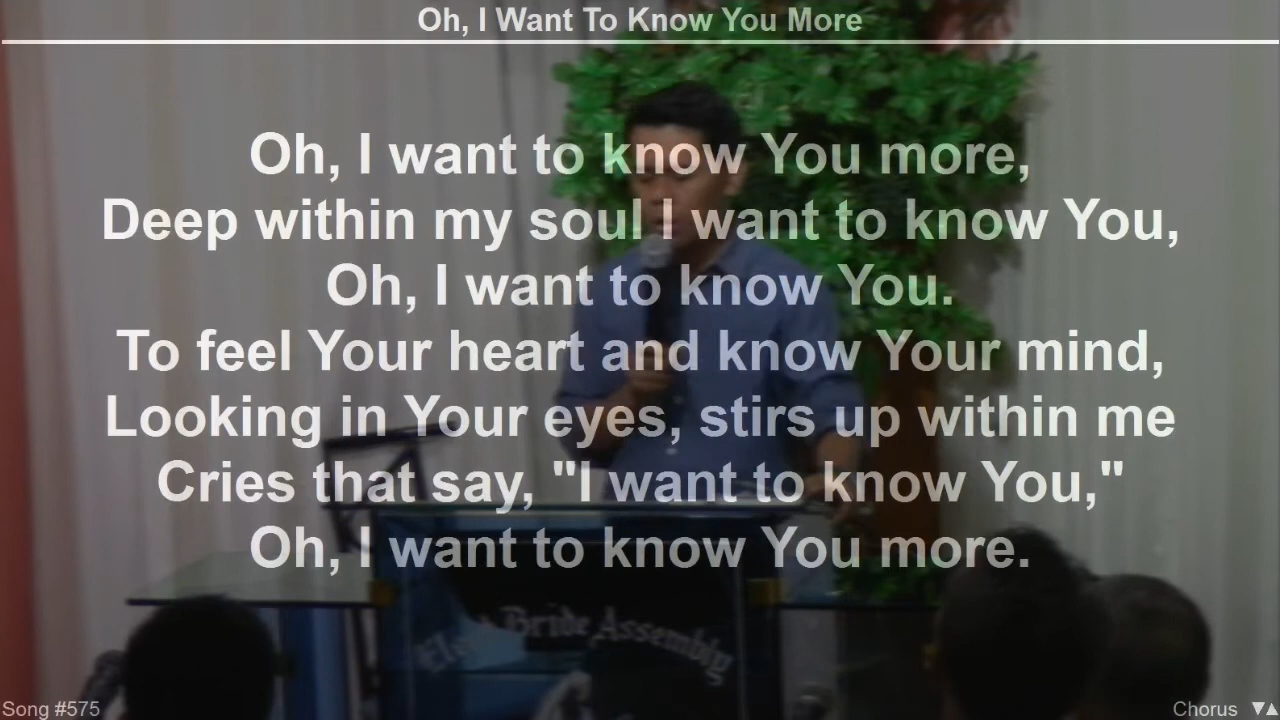 Oh, I Want To Know You More
Oh, I want to know You more,
Deep within my soul I want to know You,
Oh, I want to know You.
To feel Your heart and know Your mind,
Looking in Your eyes, stirs up within me
Cries that say, "I want to know You,"
Oh, I want to know You more.
Bride Assembly
Song #575
Chorus ▼▲